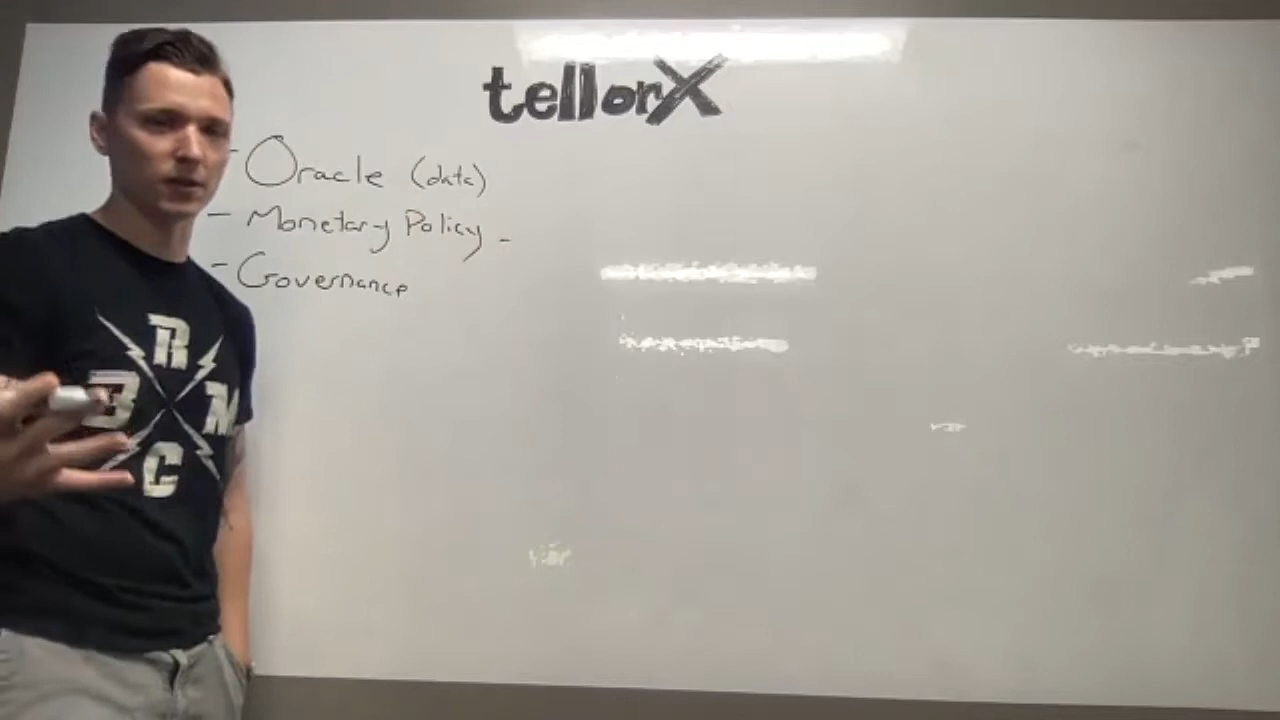 tellorX
- Oracle (data)
- Monetary Policy -
- Governance
R
B M
C